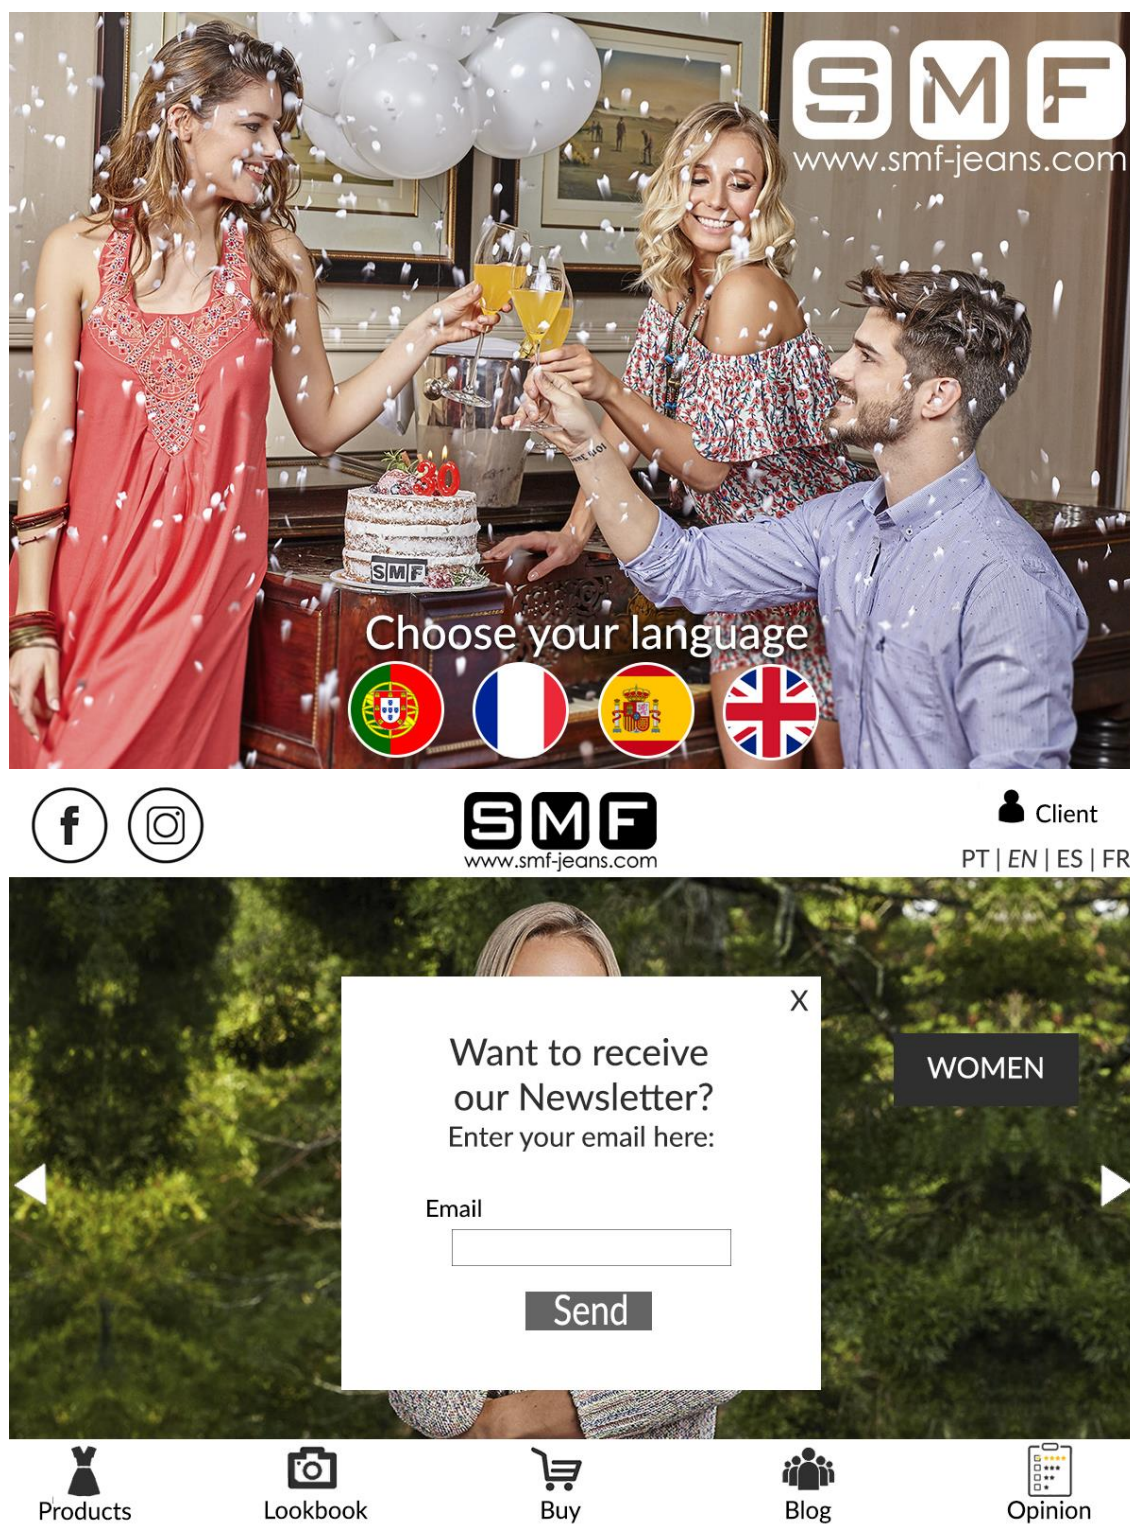 SMF
www.smf-jeans.com
30
SMF
Choose your language
f
SMF
www.smf-jeans.com
Client
PT | EN | ES | FR
X
Want to receive
our Newsletter?
Enter your email here:
WOMEN
Email
Send
Products
Lookbook
Buy
Blog
Opinion